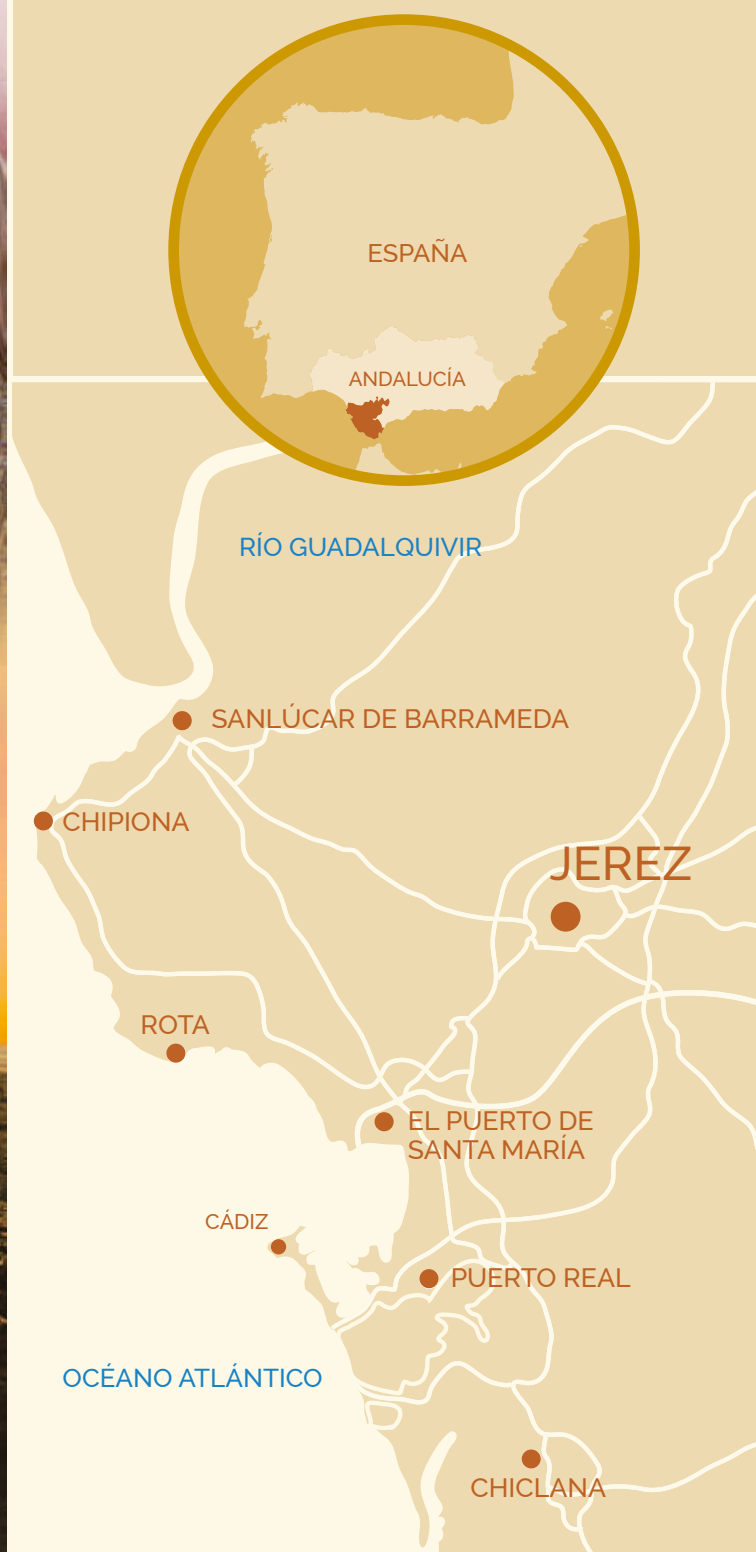 ESPAÑA
ANDALUCÍA
RÍO GUADALQUIVIR
SANLÚCAR DE BARRAMEDA
CHIPIONA
JEREZ
ROTA
EL PUERTO DE
SANTA MARÍA
CÁDIZ
PUERTO REAL
OCÉANO ATLÁNTICO
CHICLANA